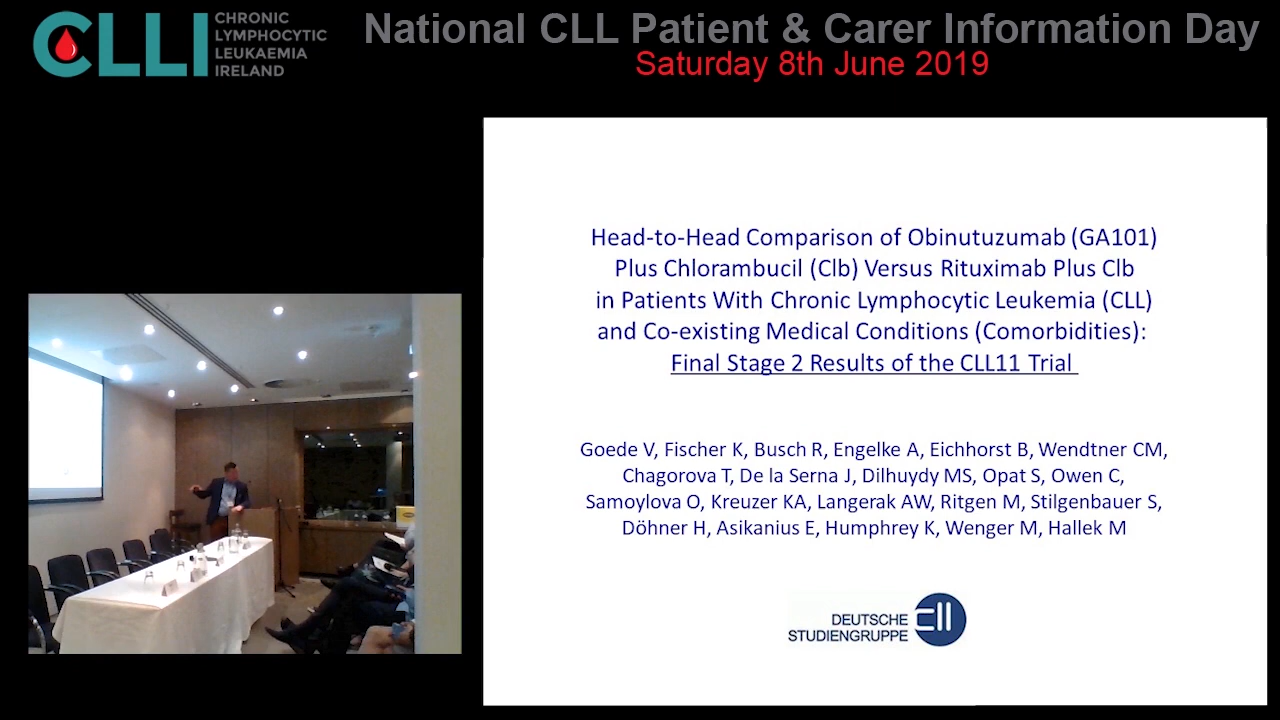 CLLI
CHRONIC
LYMPHOCYTIC
LEUKAEMIA
IRELAND
National CLL Patient & Carer Information Day
Saturday 8th June 2019
Head-to-Head Comparison of Obinutuzumab (GA101)
Plus Chlorambucil (Clb) Versus Rituximab Plus Clb
in Patients With Chronic Lymphocytic Leukemia (CLL)
and Co-existing Medical Conditions (Comorbidities):
Final Stage 2 Results of the CLL11 Trial
Goede V, Fischer K, Busch R, Engelke A, Eichhorst B, Wendtner CM,
Chagorova T, De la Serna J, Dilhuydy MS, Opat S, Owen C,
Samoylova O, Kreuzer KA, Langerak AW, Ritgen M, Stilgenbauer S,
Döhner H, Asikanius E, Humphrey K, Wenger M, Hallek M
DEUTSCHE
STUDIENGRUPPE
CLL